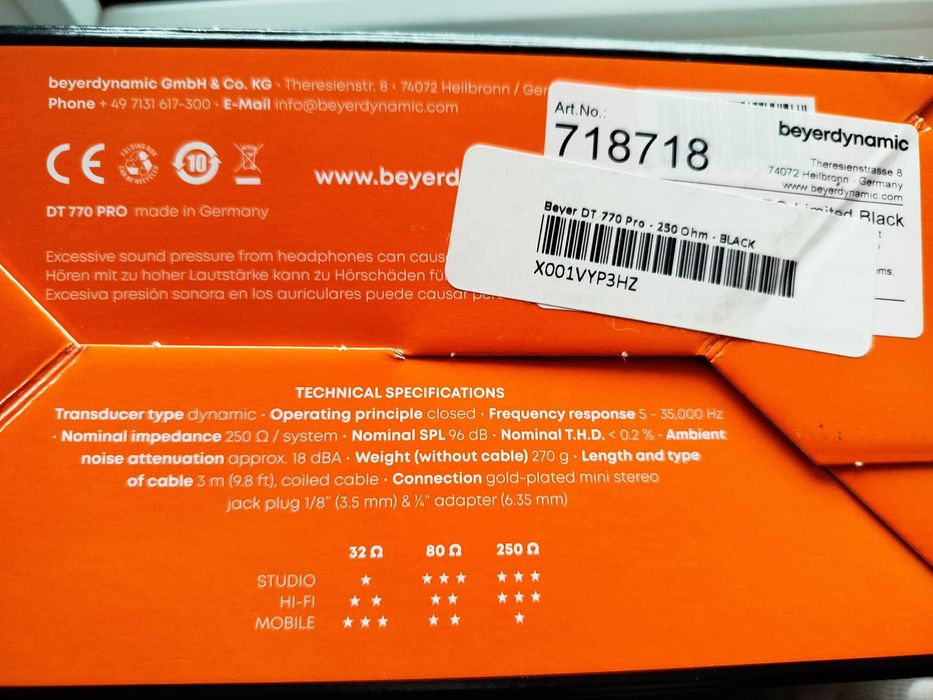 beyerdynamic GmbH & Co. KG · Theresienstr. 8 · 74072 Heilbronn / Ger
Phone + 49 7131 617-300 · E-Mail info@beyerdynamic.com
CE
FOLDING BOX CAN BE RECYCLED
10
www.beyerd
DT 770 PRO made in Germany
Excessive sound pressure from headphones can caus
Hören mit zu hoher Lautstärke kann zu Hörschäden fü
Excesiva presión sonora en los auriculares puede causar
Art.No.:
718718
beyerdynamic
Theresienstrasse 8
74072 Heilbronn - Germany
www.beyerdynamic.com
Limited Black
Beyer DT 770 Pro - 250 Ohm - BLACK
X001VYP3HZ
TECHNICAL SPECIFICATIONS
Transducer type dynamic · Operating principle closed · Frequency response 5 - 35,000 Hz
· Nominal impedance 250 Ω / system · Nominal SPL 96 dB · Nominal T.H.D. < 0.2 % · Ambient
noise attenuation approx. 18 dBA · Weight (without cable) 270 g · Length and type
of cable 3 m (9.8 ft), coiled cable · Connection gold-plated mini stereo
jack plug 1/8" (3.5 mm) & ¼" adapter (6.35 mm)
32 Ω 80 Ω 250 Ω
STUDIO ★ ★★★ ★★★
HI-FI ★★ ★★ ★★★
MOBILE ★★★ ★★ ★